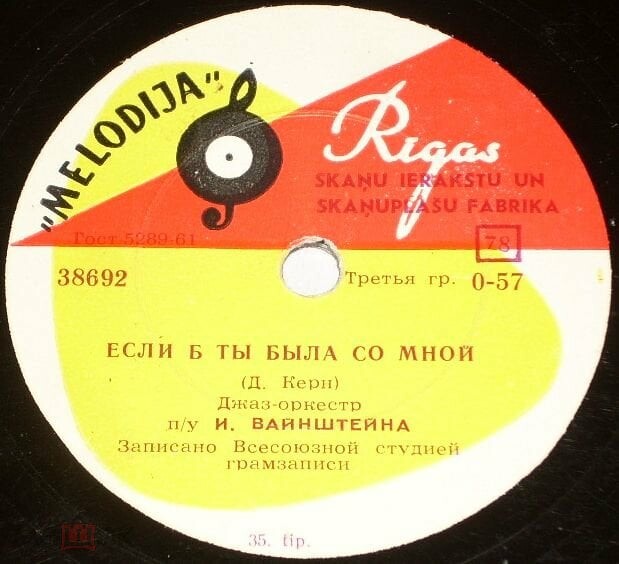 „MELODIJA”
Rīgas
SKAŅU IERAKSTU UN
SKAŅUPLAŠU FABRIKA
Гост 5289-61
78
38692
Третья гр. 0-57
ЕСЛИ Б ТЫ БЫЛА СО МНОЙ
(Д. Керн)
Джаз-оркестр
п/у И. ВАЙНШТЕЙНА
Записано Всесоюзной студией
грамзаписи
35. tip.